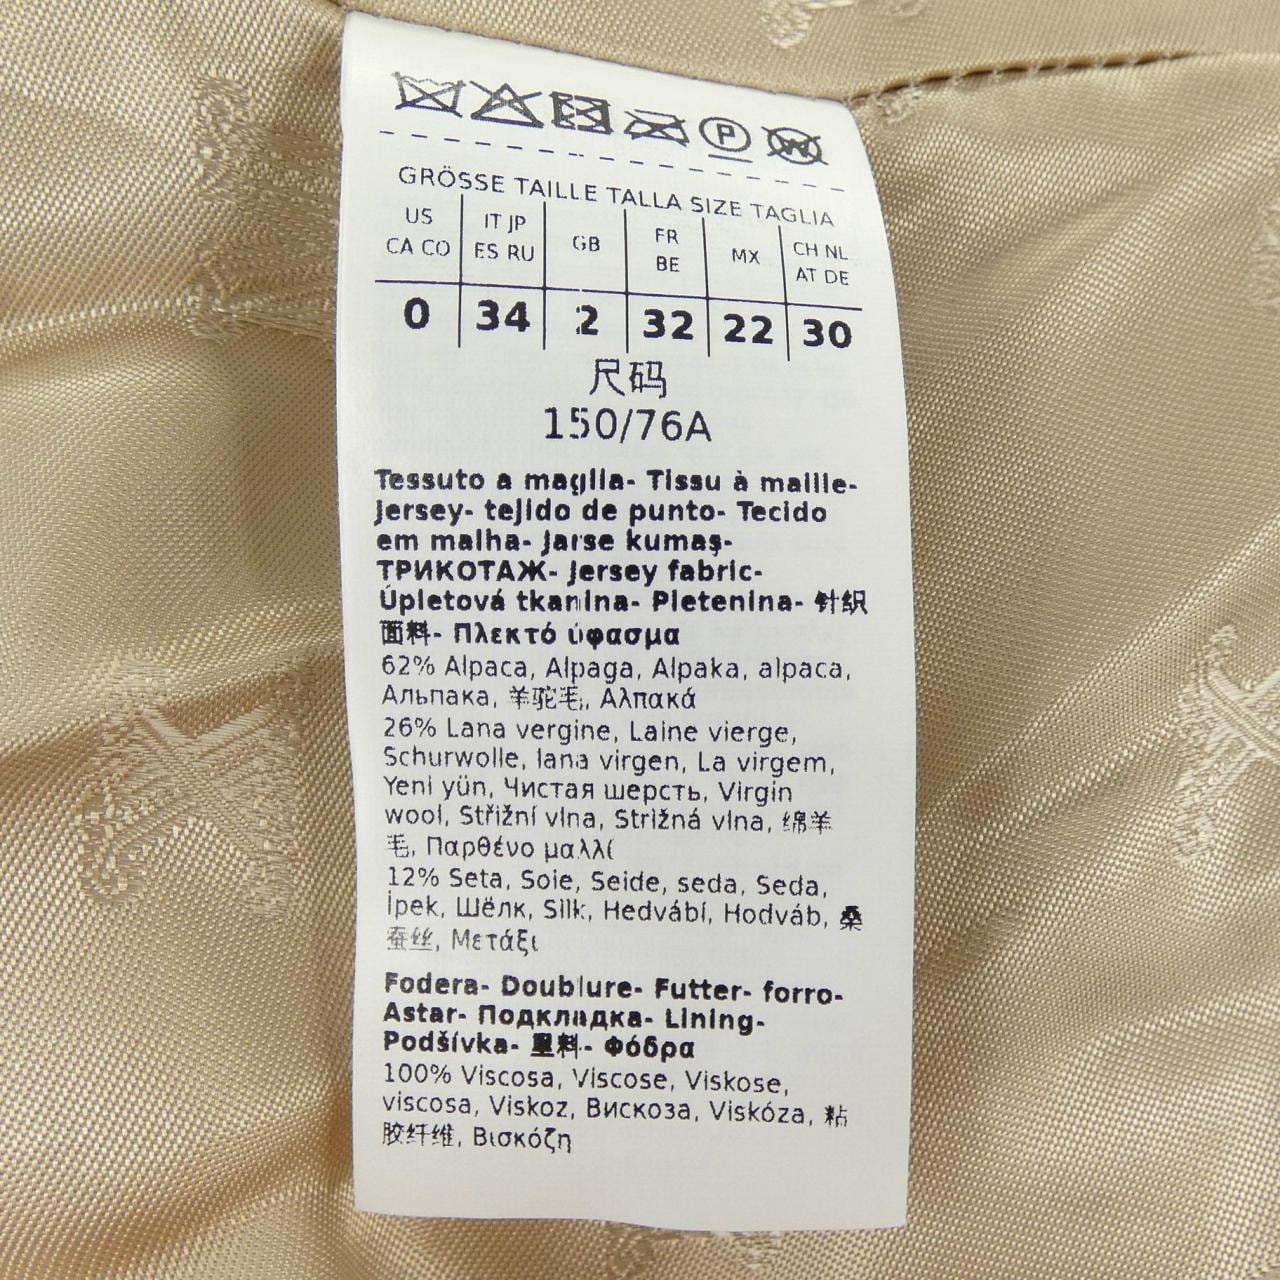 P W
GRÖSSE TAILLE TALLA SIZE TAGLIA
US CA CO | IT JP ES RU | GB | FR BE | MX | CH NL AT DE
0 | 34 | 2 | 32 | 22 | 30
尺码
150/76A
Tessuto a maglia- Tissu à maille-
Jersey- tejido de punto- Tecido
em malha- Jarse kumaş-
ТРИКОТАЖ- Jersey fabric-
Úpletová tkanina- Pletenina- 针织
面料- Πλεκτό ύφασμα
62% Alpaca, Alpaga, Alpaka, alpaca,
Альпака, 羊驼毛, Αλπακά
26% Lana vergine, Laine vierge,
Schurwolle, lana virgen, La virgem,
Yeni yün, Чистая шерсть, Virgin
wool, Střižní vlna, Strižná vlna, 绵羊
毛, Παρθένο μαλλί
12% Seta, Soie, Seide, seda, Seda,
İpek, Шёлк, Silk, Hedvábí, Hodváb, 桑
蚕丝, Μετάξι
Fodera- Doublure- Futter- forro-
Astar- Подкладка- Lining-
Podšívka- 里料- Φόδρα
100% Viscosa, Viscose, Viskose,
viscosa, Viskoz, Вискоза, Viskóza, 粘
胶纤维, Βισκόζη